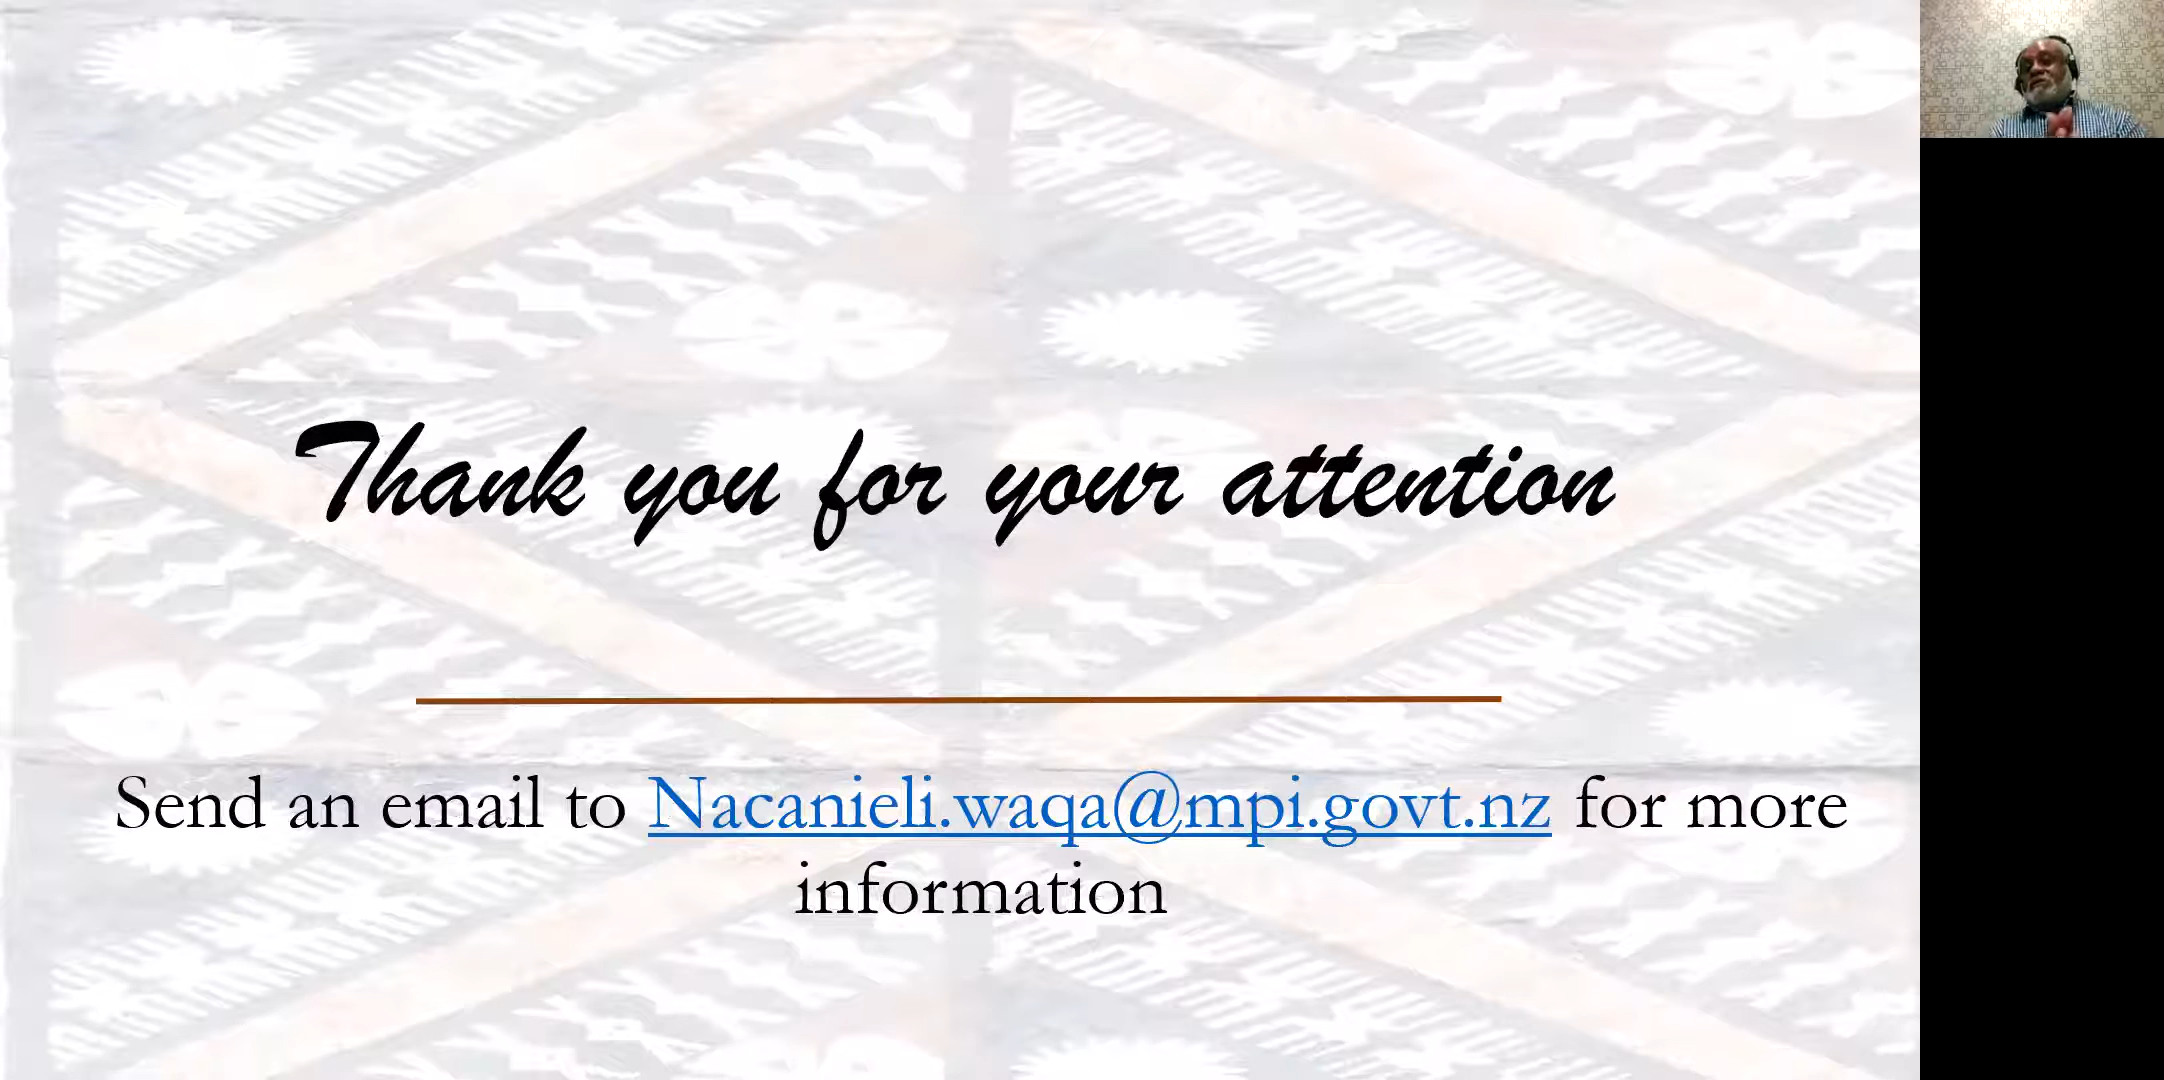 Thank you for your attention
Send an email to Nacanieli.waqa@mpi.govt.nz for more
information